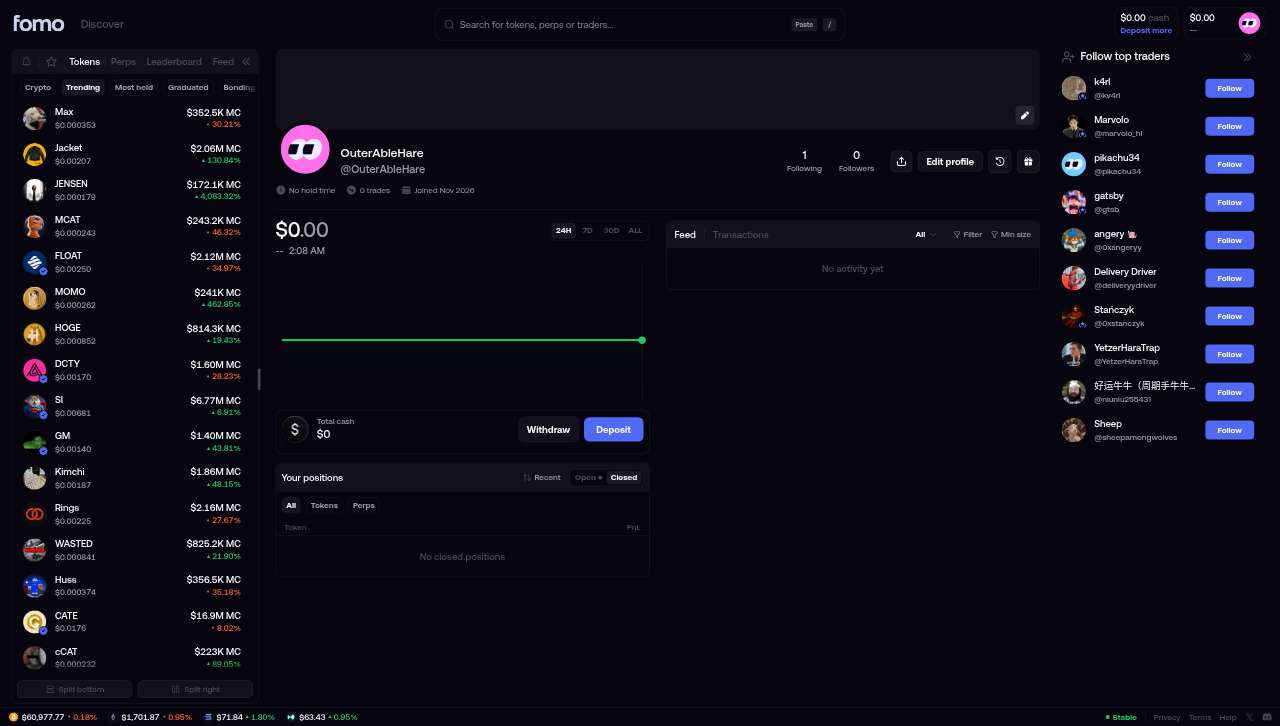 fomo
Discover
Search for tokens, perps or traders...
Paste
/
$0.00 cash
Deposit more
$0.00
—
Tokens Perps Leaderboard Feed
Crypto Trending Most held Graduated Bonding
Max $352.5K MC
$0.000353 30.21%
Jacket $2.06M MC
$0.00207 130.84%
JENSEN $172.1K MC
$0.000179 4,083.32%
MCAT $243.2K MC
$0.000243 46.32%
FLOAT $2.12M MC
$0.00250 34.97%
MOMO $241K MC
$0.000262 462.85%
HOGE $814.3K MC
$0.000852 19.43%
DCTY $1.60M MC
$0.00170 28.23%
SI $6.77M MC
$0.00681 6.91%
GM $1.40M MC
$0.00140 43.81%
Kimchi $1.86M MC
$0.00187 48.15%
Rings $2.16M MC
$0.00225 27.67%
WASTED $825.2K MC
$0.000841 21.90%
Huss $356.5K MC
$0.000374 35.18%
CATE $16.9M MC
$0.0176 8.02%
cCAT $223K MC
$0.000232 89.05%
Split bottom Split right
OuterAbleHare
@OuterAbleHare
No hold time 0 trades Joined Nov 2026
1 Following
0 Followers
Edit profile
$0.00
-- 2:08 AM
24H 7D 30D ALL
Total cash
$0
Withdraw Deposit
Your positions
Recent Open Closed
All Tokens Perps
Token PnL
No closed positions
Feed Transactions
All Filter Min size
No activity yet
Follow top traders
k4rl
@kv4rl
Follow
Marvolo
@marvolo_hl
Follow
pikachu34
@pikachu34
Follow
gatsby
@gtsb
Follow
angery
@0xangeryy
Follow
Delivery Driver
@deliveryydriver
Follow
Stańczyk
@0xstanczyk
Follow
YetzerHaraTrap
@YetzerHaraTrap
Follow
好运牛牛（周期手牛牛...
@niuniu255431
Follow
Sheep
@sheepamongwolves
Follow
$60,977.77 0.18% $1,701.87 0.95% $71.84 1.80% $63.43 0.95%
Stable Privacy Terms Help